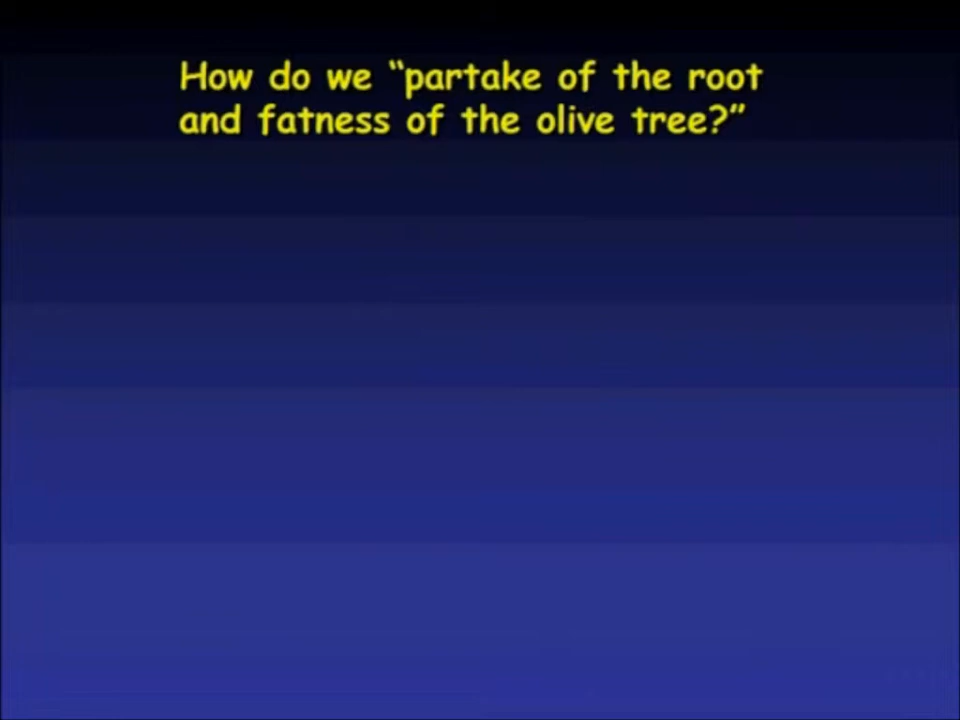 How do we “partake of the root
and fatness of the olive tree?”